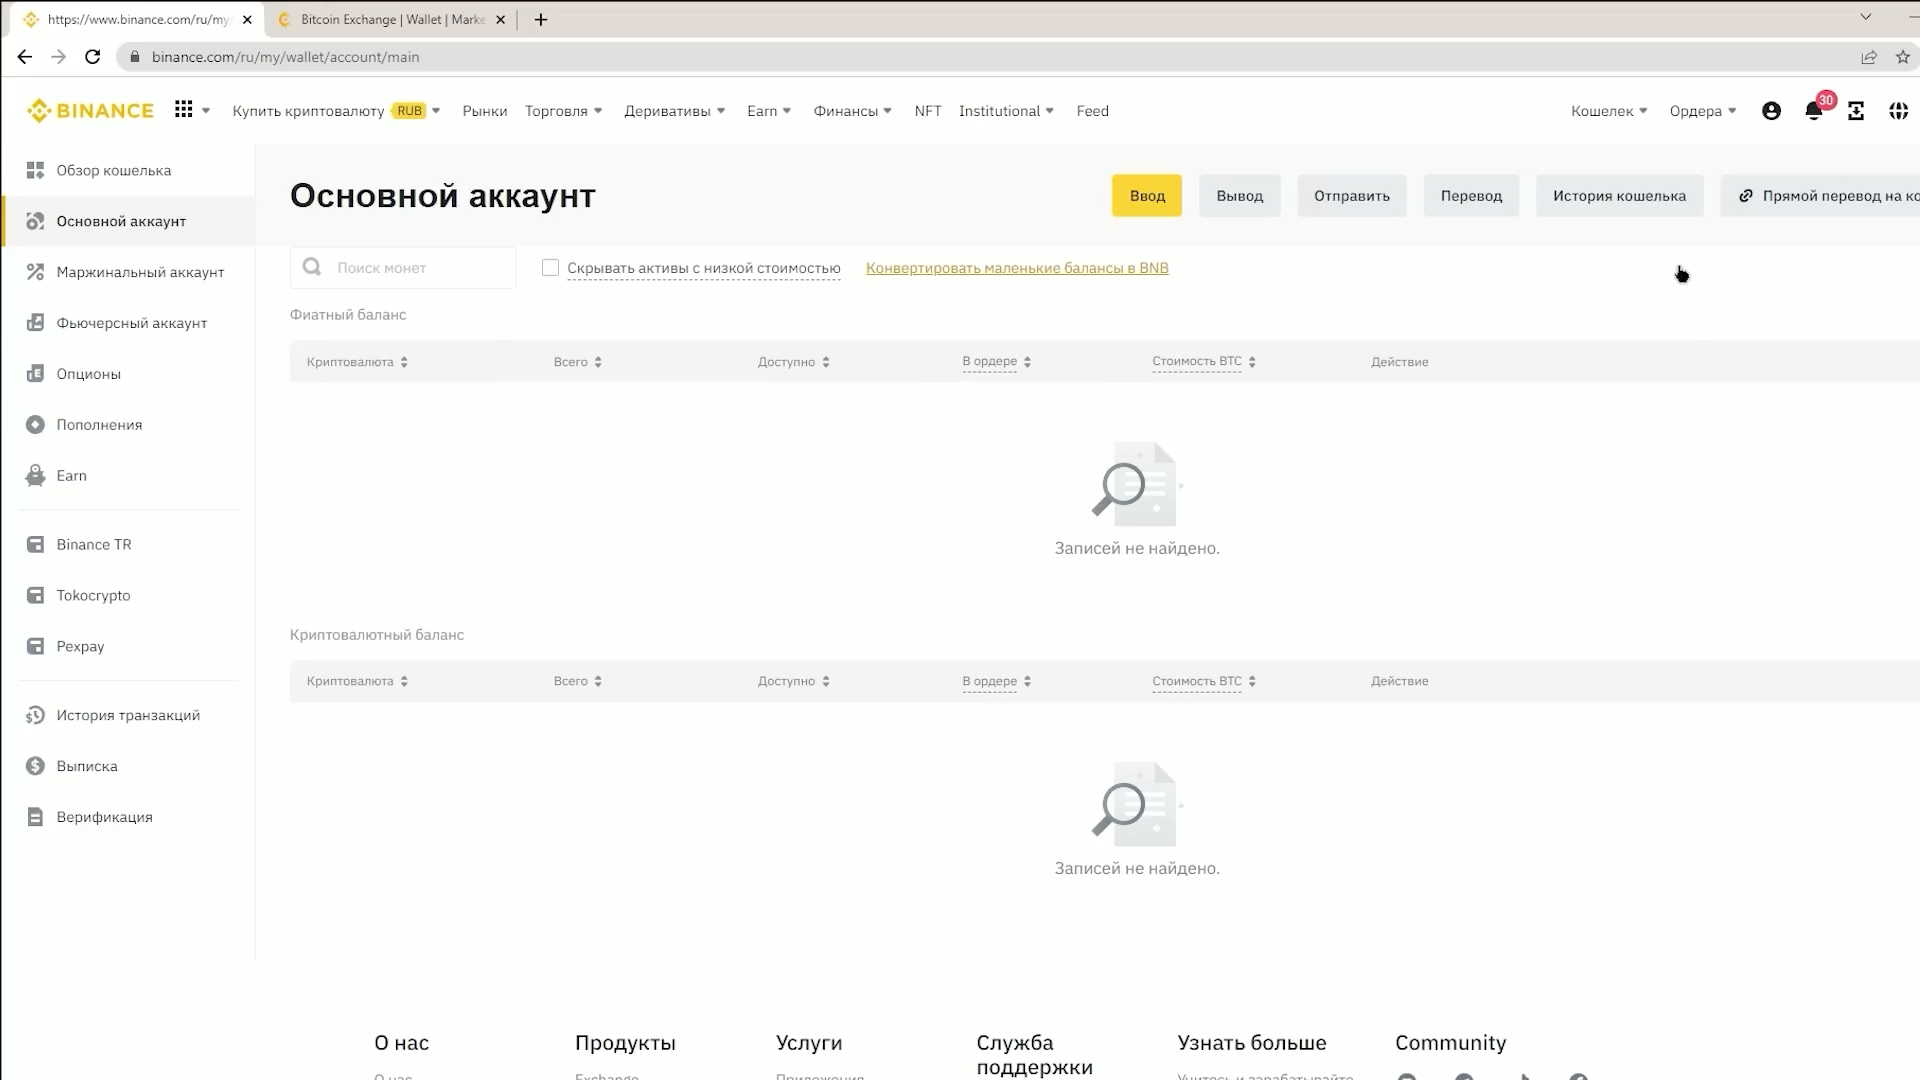 https://www.binance.com/ru/my
Bitcoin Exchange | Wallet | Marke
binance.com/ru/my/wallet/account/main
BINANCE
Купить криптовалюту RUB
Рынки
Торговля
Деривативы
Earn
Финансы
NFT
Institutional
Feed
Кошелек
Ордера
30
Обзор кошелька
Основной аккаунт
Маржинальный аккаунт
Фьючерсный аккаунт
Опционы
Пополнения
Earn
Binance TR
Tokocrypto
Pexpay
История транзакций
Выписка
Верификация
Основной аккаунт
Ввод
Вывод
Отправить
Перевод
История кошелька
Прямой перевод на ко
Поиск монет
Скрывать активы с низкой стоимостью
Конвертировать маленькие балансы в BNB
Фиатный баланс
Криптовалюта
Всего
Доступно
В ордере
Стоимость BTC
Действие
Записей не найдено.
Криптовалютный баланс
Криптовалюта
Всего
Доступно
В ордере
Стоимость BTC
Действие
Записей не найдено.
О нас
Продукты
Услуги
Служба
поддержки
Узнать больше
Community
О нас
Exchange
Приложения
Учитесь и зарабатывайте